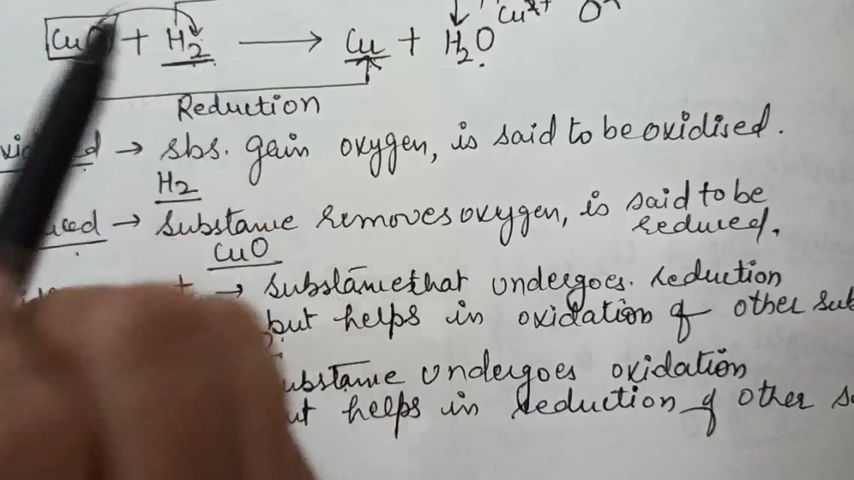 Cu²⁺ O
CuO + H₂ → Cu + H₂O
Reduction
→ sbs. gain oxygen, is said to be oxidised.
H₂
→ substance removes oxygen, is said to be reduced.
CuO
→ substance that undergoes reduction
but helps in oxidation of other sub
substance undergoes oxidation
but helps in reduction of other s